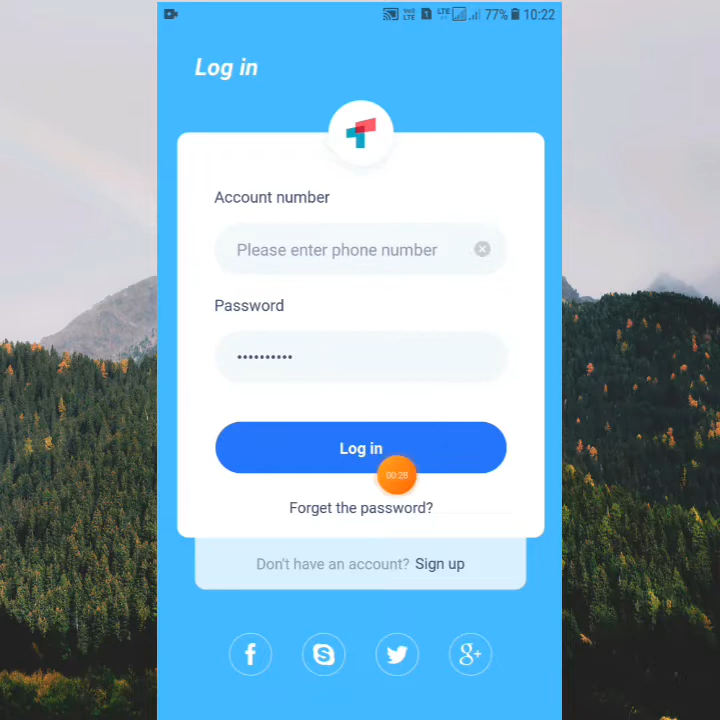 77% 10:22
Log in
Account number
Please enter phone number
Password
Log in
00:28
Forget the password?
Don't have an account? Sign up